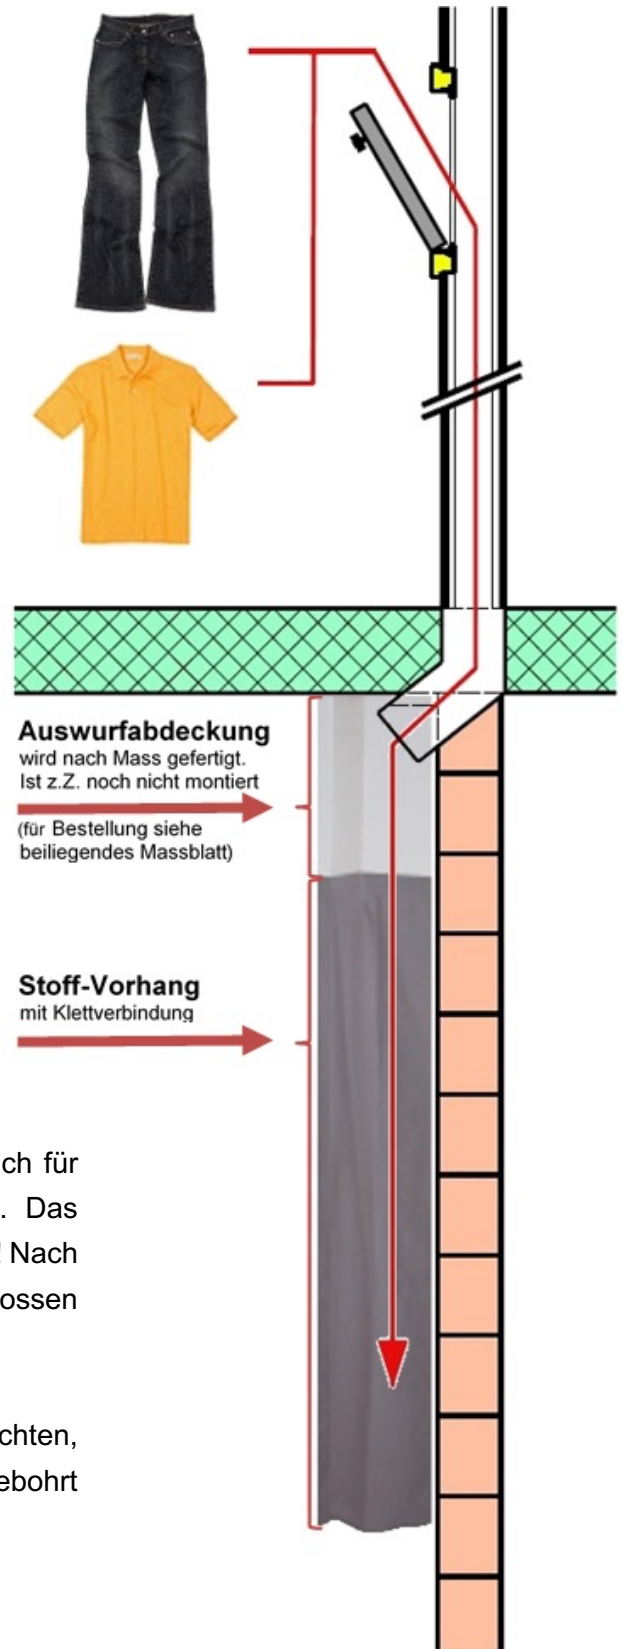 Auswurfabdeckung
wird nach Mass gefertigt.
Ist z.Z. noch nicht montiert
(für Bestellung siehe
beiliegendes Massblatt)
Stoff-Vorhang
mit Klettverbindung
ch für
. Das
Nach
ossen
chten,
ebohrt